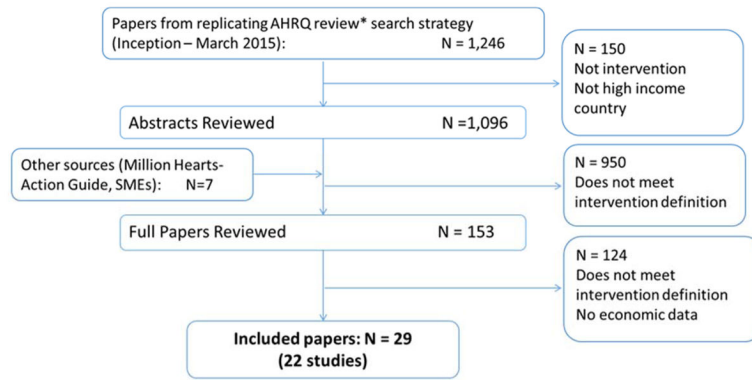 Papers from replicating AHRQ review* search strategy
(Inception – March 2015): N = 1,246
N = 150
Not intervention
Not high income
country
Abstracts Reviewed N =1,096
Other sources (Million Hearts-
Action Guide, SMEs): N=7
N = 950
Does not meet
intervention definition
Full Papers Reviewed N = 153
N = 124
Does not meet
intervention definition
No economic data
Included papers: N = 29
(22 studies)